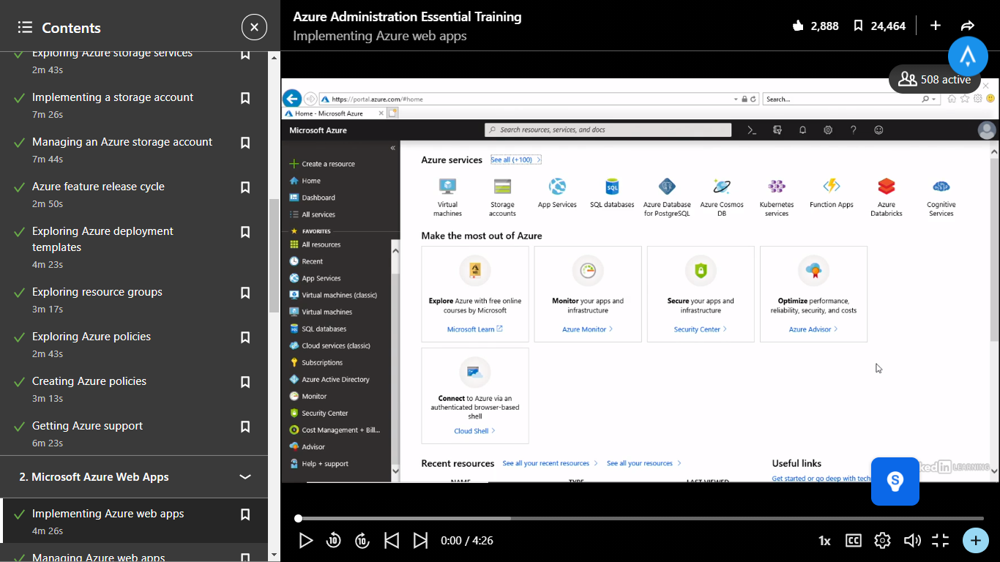 Contents
Exploring Azure storage services
2m 43s
Implementing a storage account
7m 26s
Managing an Azure storage account
7m 44s
Azure feature release cycle
2m 50s
Exploring Azure deployment
templates
4m 23s
Exploring resource groups
3m 17s
Exploring Azure policies
2m 43s
Creating Azure policies
3m 13s
Getting Azure support
6m 23s
2. Microsoft Azure Web Apps
Implementing Azure web apps
4m 26s
Managing Azure web apps
Azure Administration Essential Training
Implementing Azure web apps
2,888
24,464
508 active
https://portal.azure.com/#home
Search...
Home - Microsoft Azure
Microsoft Azure
Search resources, services, and docs
Create a resource
Home
Dashboard
All services
FAVORITES
All resources
Recent
App Services
Virtual machines (classic)
Virtual machines
SQL databases
Cloud services (classic)
Subscriptions
Azure Active Directory
Monitor
Security Center
Cost Management + Bill...
Advisor
Help + support
Azure services
See all (+100)
Virtual
machines
Storage
accounts
App Services
SQL databases
Azure Database
for PostgreSQL
Azure Cosmos
DB
Kubernetes
services
Function Apps
Azure
Databricks
Cognitive
Services
Make the most out of Azure
Explore Azure with free online
courses by Microsoft
Microsoft Learn
Monitor your apps and
infrastructure
Azure Monitor
Secure your apps and
infrastructure
Security Center
Optimize performance,
reliability, security, and costs
Azure Advisor
Connect to Azure via an
authenticated browser-based
shell
Cloud Shell
Recent resources
See all your recent resources
See all your resources
Useful links
NAME
TYPE
LAST VIEWED
Get started or go deep with tech
ked in LEARNING
S
0:00 / 4:26
10
10
1x
CC